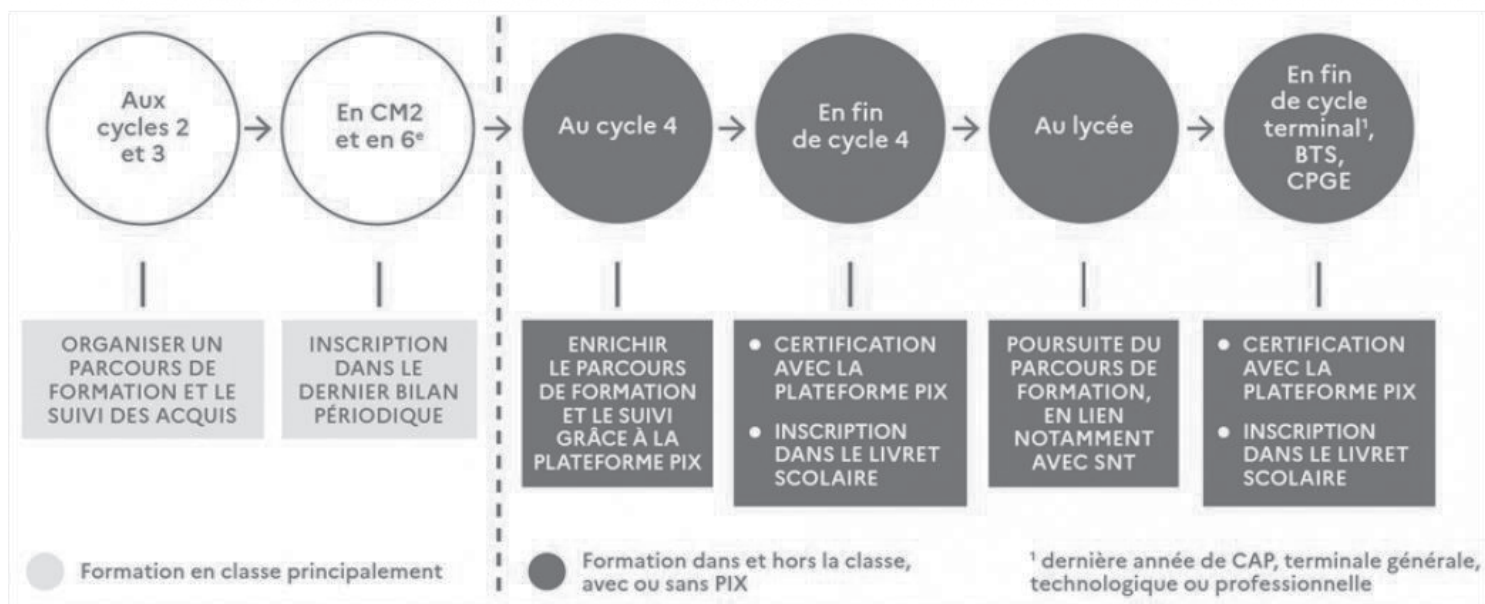 Aux
cycles 2
et 3
En CM2
et en 6ᵉ
Au cycle 4
En fin
de cycle 4
Au lycée
En fin
de cycle
terminal¹,
BTS,
CPGE
ORGANISER UN
PARCOURS DE
FORMATION ET LE
SUIVI DES ACQUIS
INSCRIPTION
DANS LE
DERNIER BILAN
PÉRIODIQUE
ENRICHIR
LE PARCOURS
DE FORMATION
ET LE SUIVI
GRÂCE À LA
PLATEFORME PIX
• CERTIFICATION
AVEC LA
PLATEFORME PIX
• INSCRIPTION
DANS LE LIVRET
SCOLAIRE
POURSUITE DU
PARCOURS DE
FORMATION,
EN LIEN
NOTAMMENT
AVEC SNT
• CERTIFICATION
AVEC LA
PLATEFORME PIX
• INSCRIPTION
DANS LE LIVRET
SCOLAIRE
Formation en classe principalement
Formation dans et hors la classe,
avec ou sans PIX
¹ dernière année de CAP, terminale générale,
technologique ou professionnelle